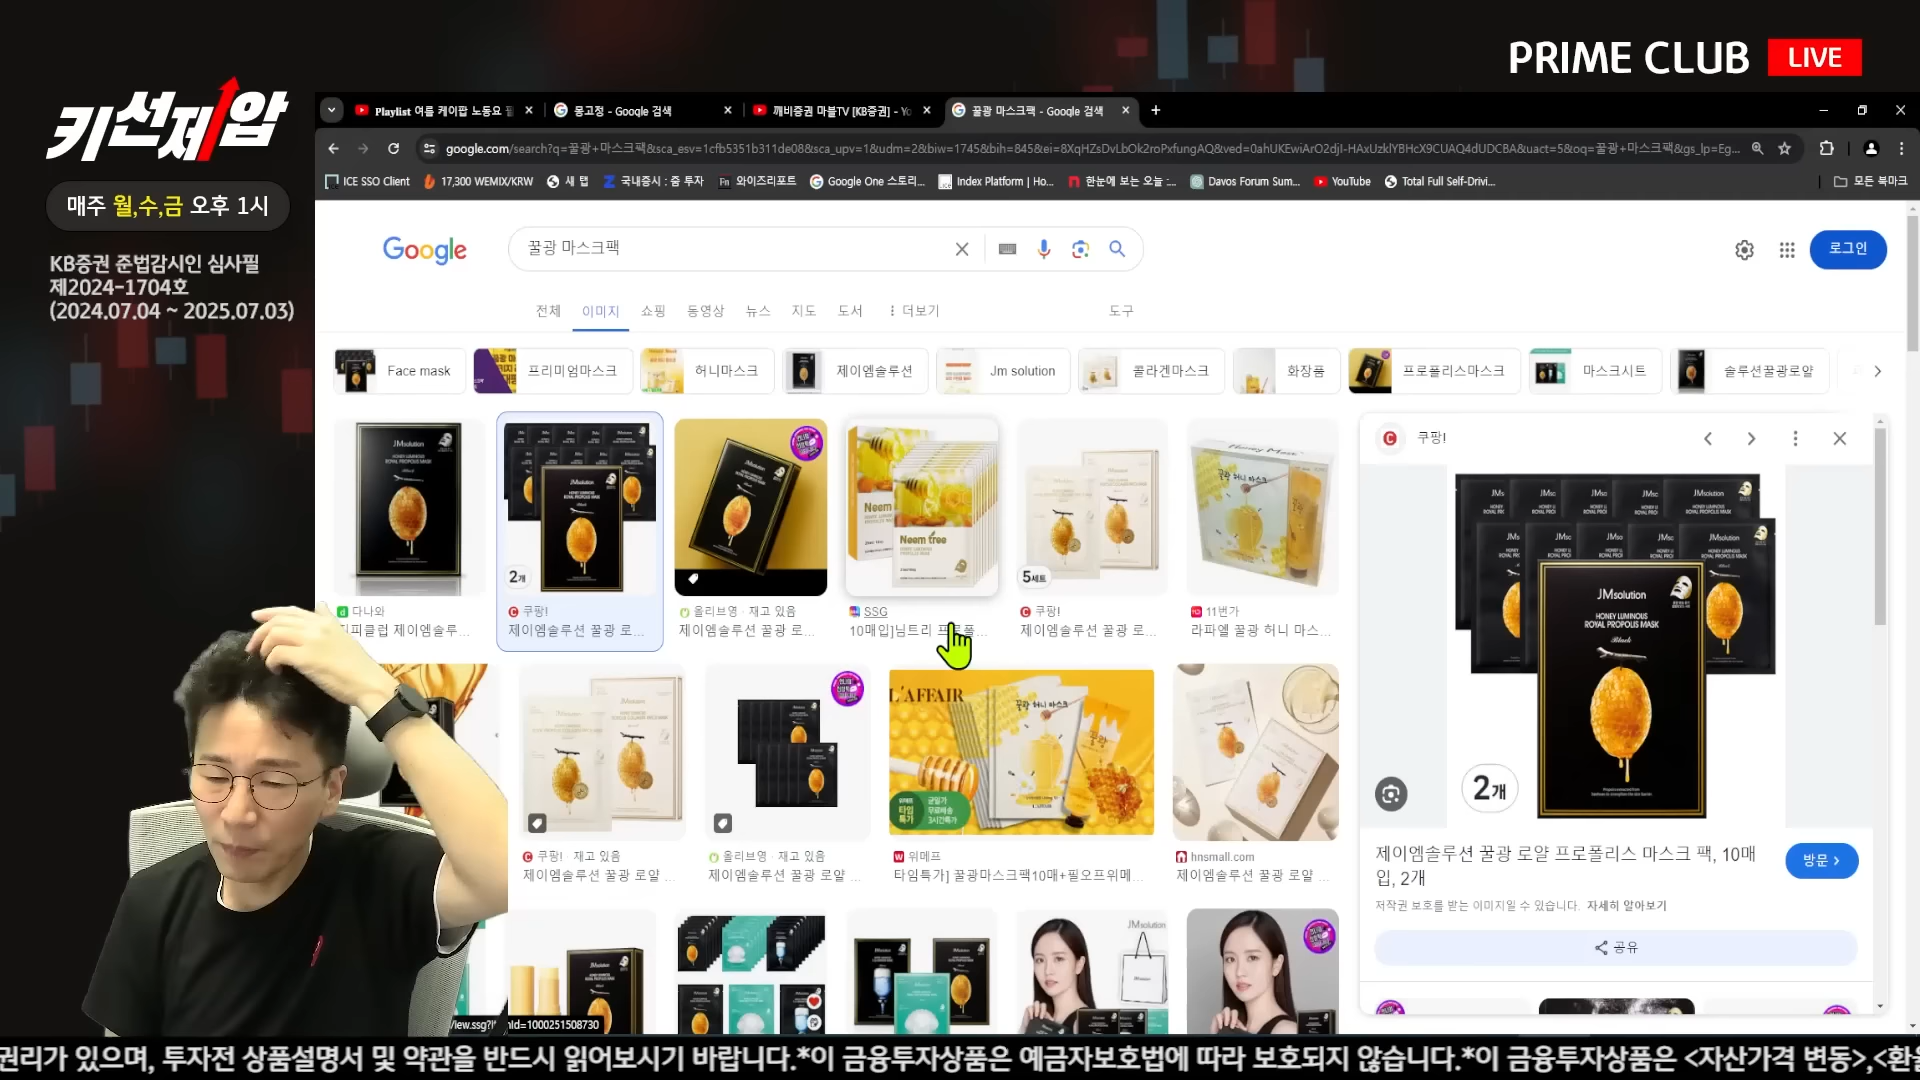 PRIME CLUB LIVE
키선제압
매주 월,수,금 오후 1시
KB증권 준법감시인 심사필
제2024-1704호
(2024.07.04 ~ 2025.07.03)
Playlist 여름 케이팝 노동요
몽고정 - Google 검색
깨비증권 마블TV [KB증권] - Yo
꿀광 마스크팩 - Google 검색
ICE SSO Client
17,300 WEMIX/KRW
새 탭
국내증시 : 줌 투자
와이즈리포트
Google One 스토리...
Index Platform | Ho...
한눈에 보는 오늘 :...
Davos Forum Sum...
YouTube
Total Full Self-Drivi...
모든 북마크
Google
꿀광 마스크팩
로그인
전체
이미지
쇼핑
동영상
뉴스
지도
도서
더보기
도구
Face mask
프리미엄마스크
허니마스크
제이엠솔루션
Jm solution
콜라겐마스크
화장품
프로폴리스마스크
마스크시트
솔루션꿀광로얄
다나와
쿠팡!
올리브영 · 재고 있음
SSG
쿠팡!
11번가
제이엠솔루션 꿀광 로...
제이엠솔루션 꿀광 로...
10매입]님트리 프로폴...
제이엠솔루션 꿀광 로...
라파엘 꿀광 허니 마스...
2개
Neem tree
5세트
Honey Mask
꿀광 허니 마스크
L'AFFAIR
쿠팡! · 재고 있음
제이엠솔루션 꿀광 로얄 ...
올리브영 · 재고 있음
제이엠솔루션 꿀광 로얄 ...
위메프
타임특가] 꿀광마스크팩10매+필오프위메...
hnsmall.com
제이엠솔루션 꿀광 로얄 ...
JMsolution
쿠팡!
JMsolution
HONEY LUMINOUS
ROYAL PROPOLIS MASK
Black
2개
제이엠솔루션 꿀광 로얄 프로폴리스 마스크 팩, 10매
입, 2개
방문
저작권 보호를 받는 이미지일 수 있습니다. 자세히 알아보기
공유
권리가 있으며, 투자전 상품설명서 및 약관을 반드시 읽어보시기 바랍니다.*이 금융투자상품은 예금자보호법에 따라 보호되지 않습니다.*이 금융투자상품은 <자산가격 변동>,<환율